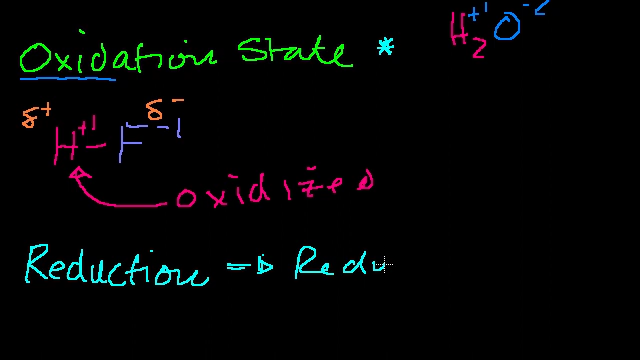 H₂⁺¹O⁻²
Oxidation State *
δ+ δ-
H⁺¹–F⁻¹
oxidized
Reduction => Redu